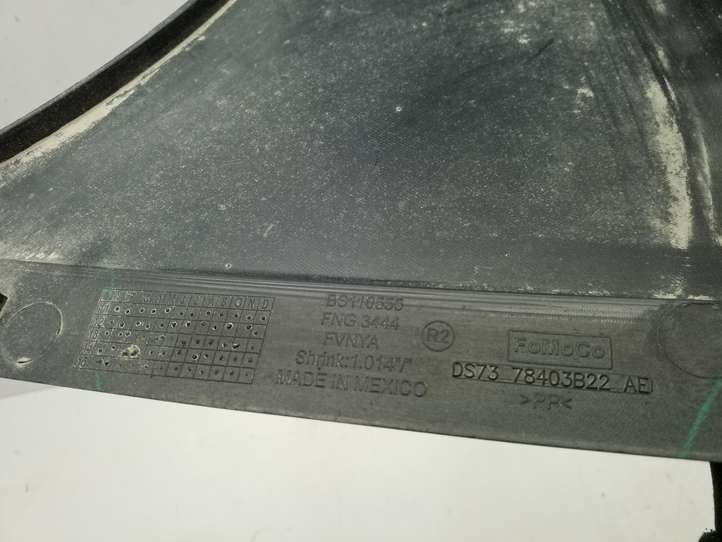 FNG 3444
FVNYA
Shrink:1.014"/"
MADE IN MEXICO
R2
FoMoCo
DS73 78403B22 AE
>PP<